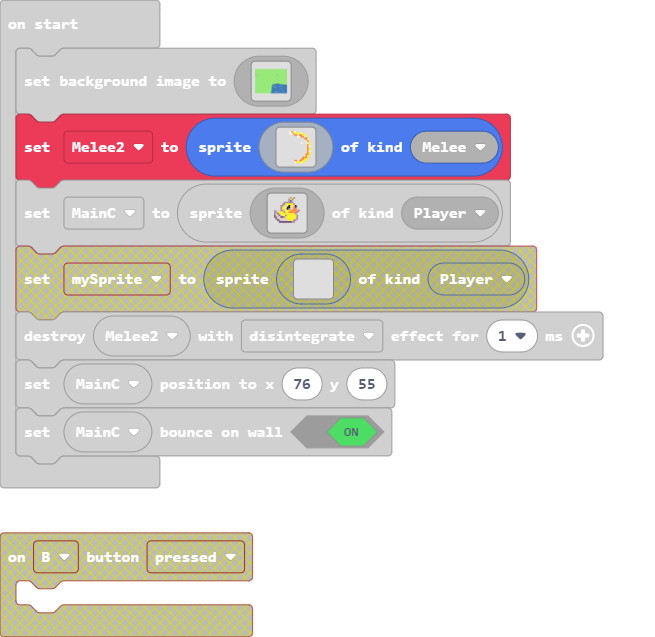 on start
set background image to
set Melee2 to sprite of kind Melee
set MainC to sprite of kind Player
set mySprite to sprite of kind Player
destroy Melee2 with disintegrate effect for 1 ms
set MainC position to x 76 y 55
set MainC bounce on wall ON
on B button pressed